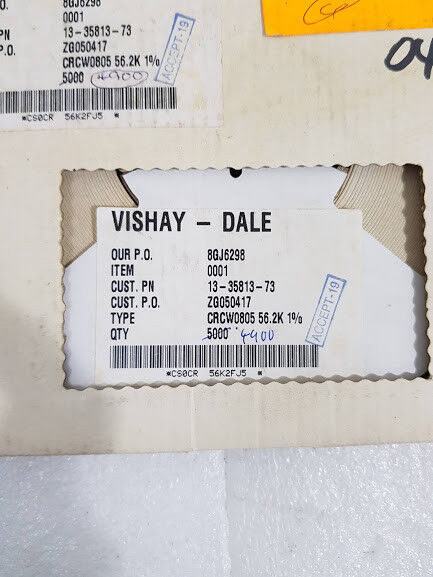 .O. 8GJ6298
0001
PN 13-35813-73
P.O. ZG050417
CRCW0805 56.2K 1%
5000 4900
ACCEPT-19
*CS0CR 56K2FJ5 *
04
VISHAY - DALE
OUR P.O. 8GJ6298
ITEM 0001
CUST. PN 13-35813-73
CUST. P.O. ZG050417
TYPE CRCW0805 56.2K 1%
QTY 5000 4900
ACCEPT-19
*CS0CR 56K2FJ5 *